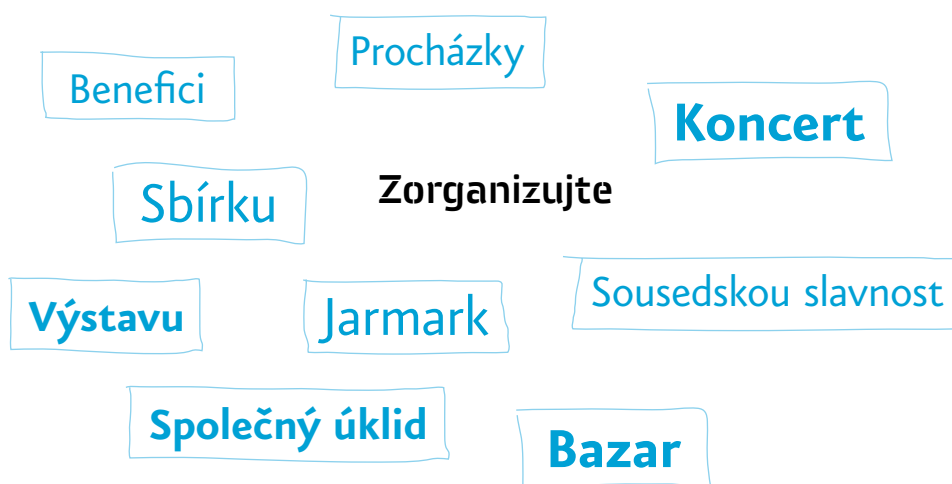 Procházky
Benefici
Koncert
Sbírku
Zorganizujte
Sousedskou slavnost
Výstavu
Jarmark
Společný úklid
Bazar